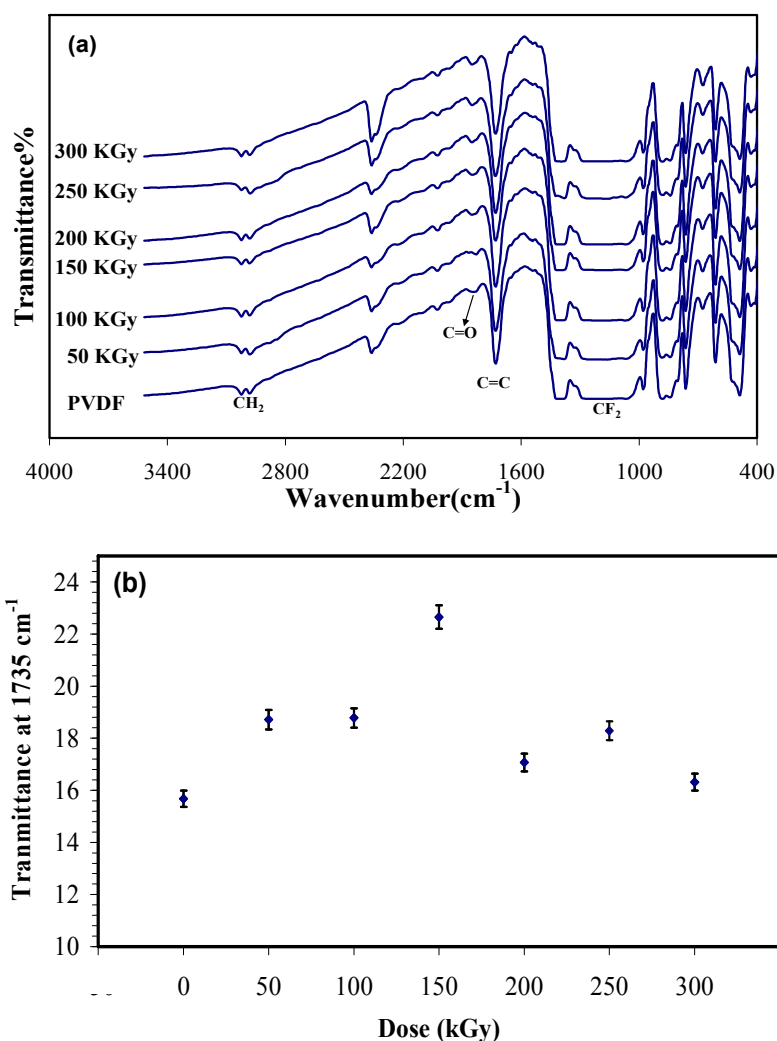 (a)
Transmittance%
300 KGy
250 KGy
200 KGy
150 KGy
100 KGy
50 KGy
PVDF
C=O
C=C
CH₂
CF₂
4000 3400 2800 2200 1600 1000 400
Wavenumber(cm⁻¹)
(b)
Tranmittance at 1735 cm⁻¹
24
22
20
18
16
14
12
10
0 50 100 150 200 250 300
Dose (kGy)